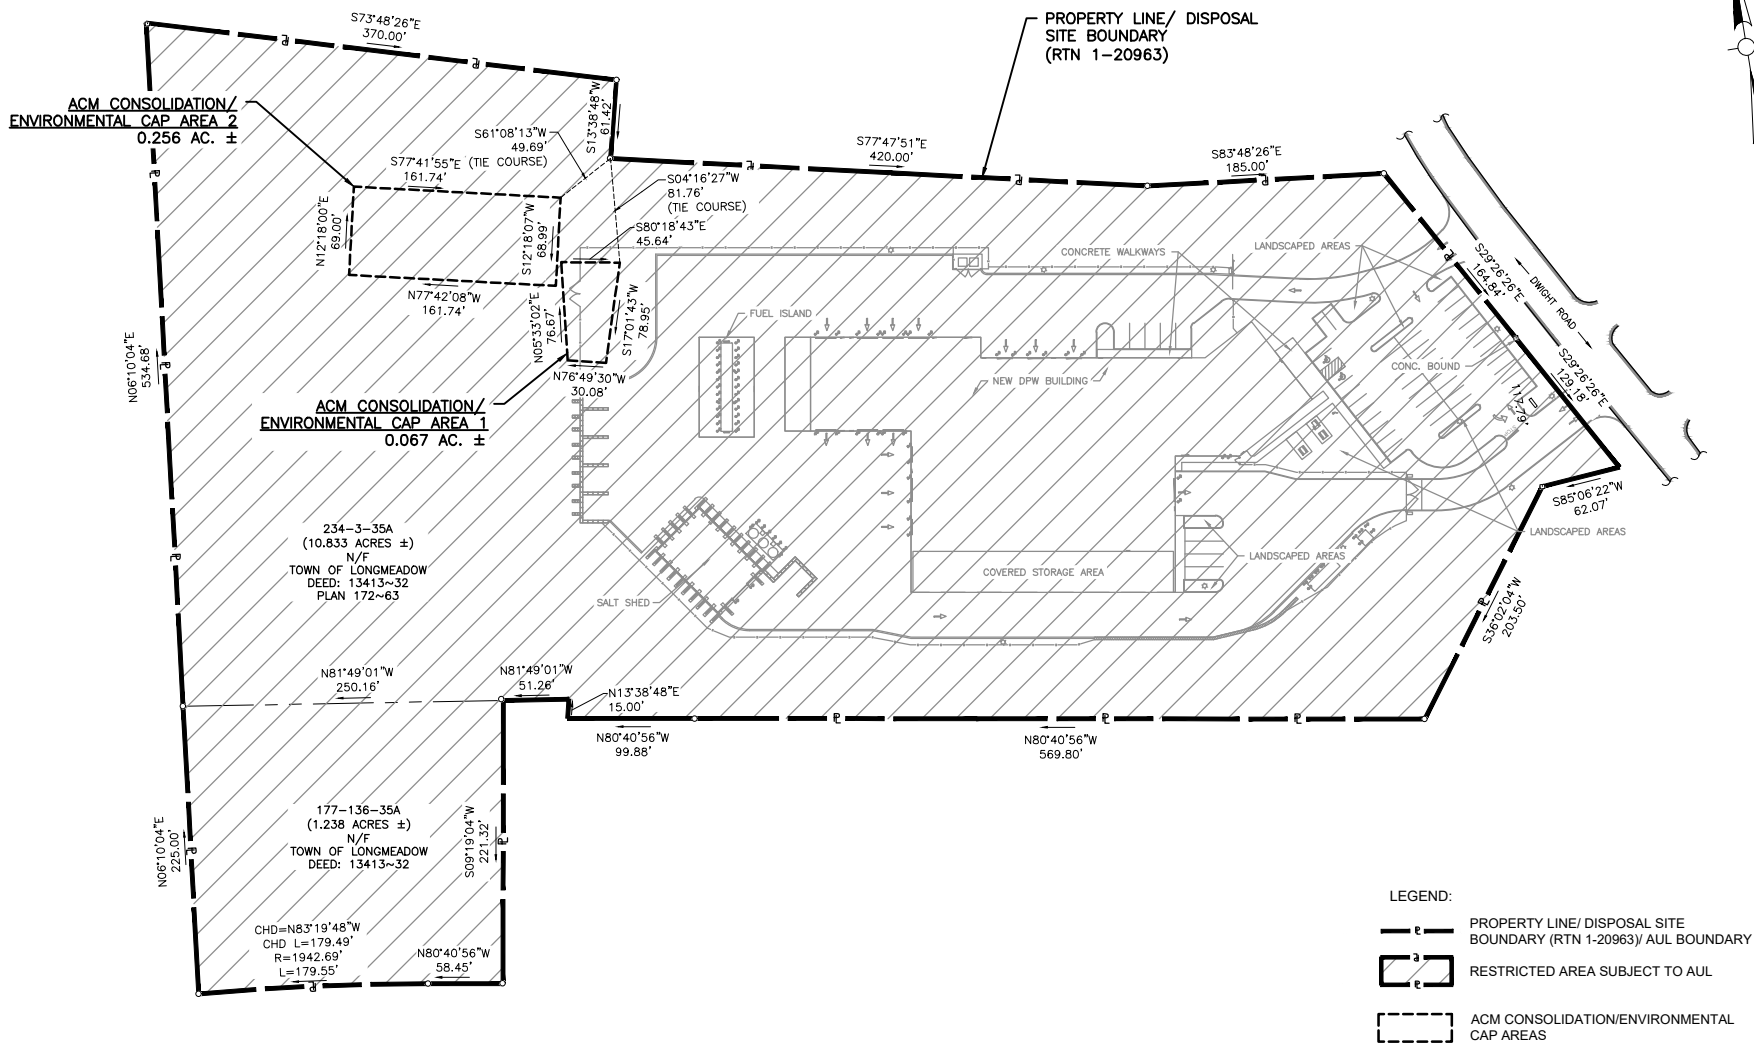 S73°48'26"E
370.00'
PROPERTY LINE/ DISPOSAL
SITE BOUNDARY
(RTN 1-20963)
ACM CONSOLIDATION/
ENVIRONMENTAL CAP AREA 2
0.256 AC. ±
S13°38'48"W
61.42'
S61°08'13"W
49.69'
S77°41'55"E (TIE COURSE)
161.74'
S77°47'51"E
420.00'
S83°48'26"E
185.00'
S04°16'27"W
81.76'
(TIE COURSE)
S80°18'43"E
45.64'
N12°18'00"E
69.00'
S12°18'07"W
68.99'
N77°42'08"W
161.74'
N05°33'02"E
76.67'
S17°01'43"W
78.95'
N76°49'30"W
30.08'
ACM CONSOLIDATION/
ENVIRONMENTAL CAP AREA 1
0.067 AC. ±
CONCRETE WALKWAYS
LANDSCAPED AREAS
S29°26'26"E
164.84'
DWIGHT ROAD
FUEL ISLAND
NEW DPW BUILDING
CONC. BOUND
S29°26'26"E
129.18'
117.79'
N06°10'04"E
534.68'
S85°06'22"W
62.07'
LANDSCAPED AREAS
LANDSCAPED AREAS
COVERED STORAGE AREA
SALT SHED
234-3-35A
(10.833 ACRES ±)
N/F
TOWN OF LONGMEADOW
DEED: 13413~32
PLAN 172~63
S36°02'04"W
203.50'
N81°49'01"W
250.16'
N81°49'01"W
51.26'
N13°38'48"E
15.00'
N80°40'56"W
99.88'
N80°40'56"W
569.80'
177-136-35A
(1.238 ACRES ±)
N/F
TOWN OF LONGMEADOW
DEED: 13413~32
N06°10'04"E
225.00'
S09°19'04"W
221.32'
CHD=N83°19'48"W
CHD L=179.49'
R=1942.69'
L=179.55'
N80°40'56"W
58.45'
LEGEND:
PROPERTY LINE/ DISPOSAL SITE
BOUNDARY (RTN 1-20963)/ AUL BOUNDARY
RESTRICTED AREA SUBJECT TO AUL
ACM CONSOLIDATION/ENVIRONMENTAL
CAP AREAS